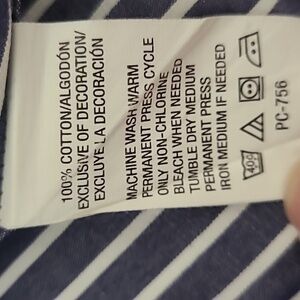 100% COTTON/ALGODÓN
EXCLUSIVE OF DECORATION/
EXCLUYE LA DECORACIÓN
MACHINE WASH WARM
PERMANENT PRESS CYCLE
ONLY NON-CHLORINE
BLEACH WHEN NEEDED
TUMBLE DRY MEDIUM
PERMANENT PRESS
IRON MEDIUM IF NEEDED
40
PC-756